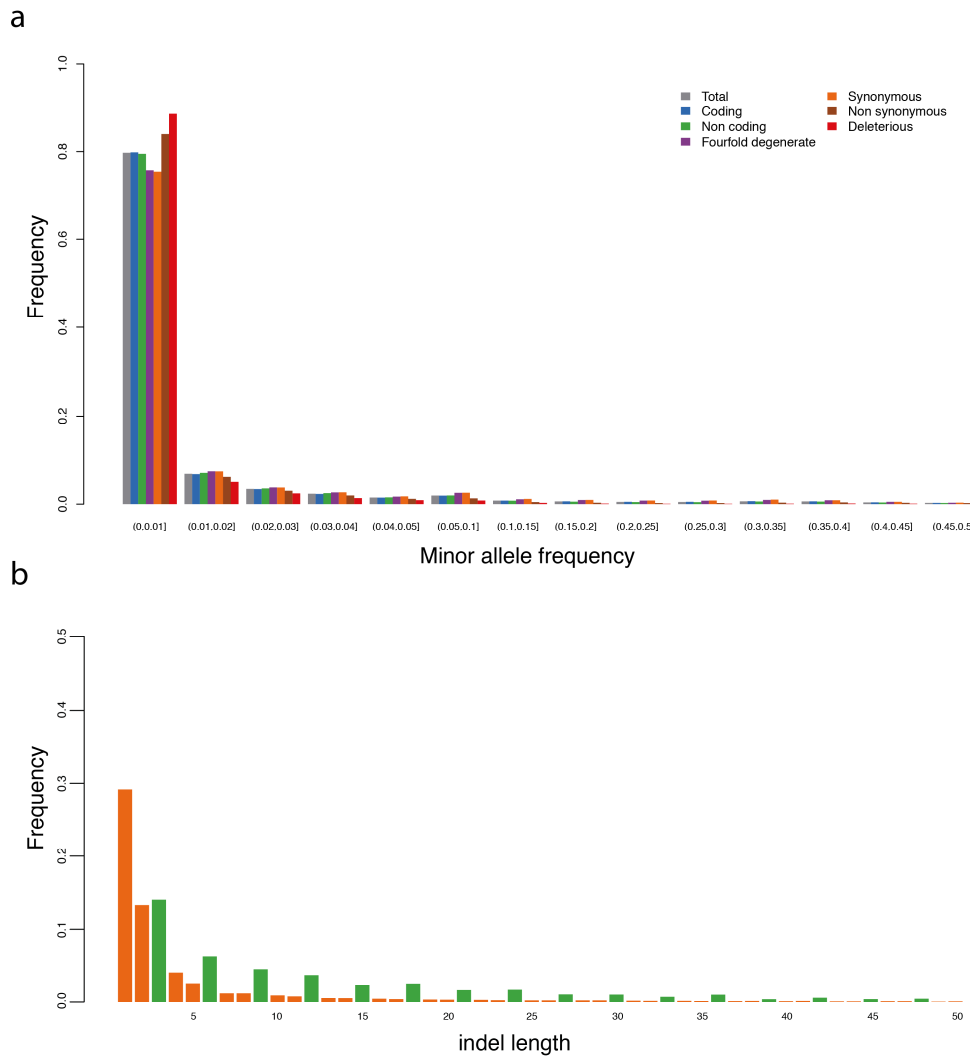 a
1.0
Total
Synonymous
Coding
Non synonymous
Non coding
Deleterious
Fourfold degenerate
0.8
0.6
Frequency
0.4
0.2
0.0
(0.0.01]
(0.01,0.02]
(0.02,0.03]
(0.03,0.04]
(0.04,0.05]
(0.05,0.1]
(0.1,0.15]
(0.15,0.2]
(0.2,0.25]
(0.25,0.3]
(0.3,0.35]
(0.35,0.4]
(0.4,0.45]
(0.45,0.5
Minor allele frequency
b
0.5
0.4
0.3
Frequency
0.2
0.1
0.0
5
10
15
20
25
30
35
40
45
50
indel length